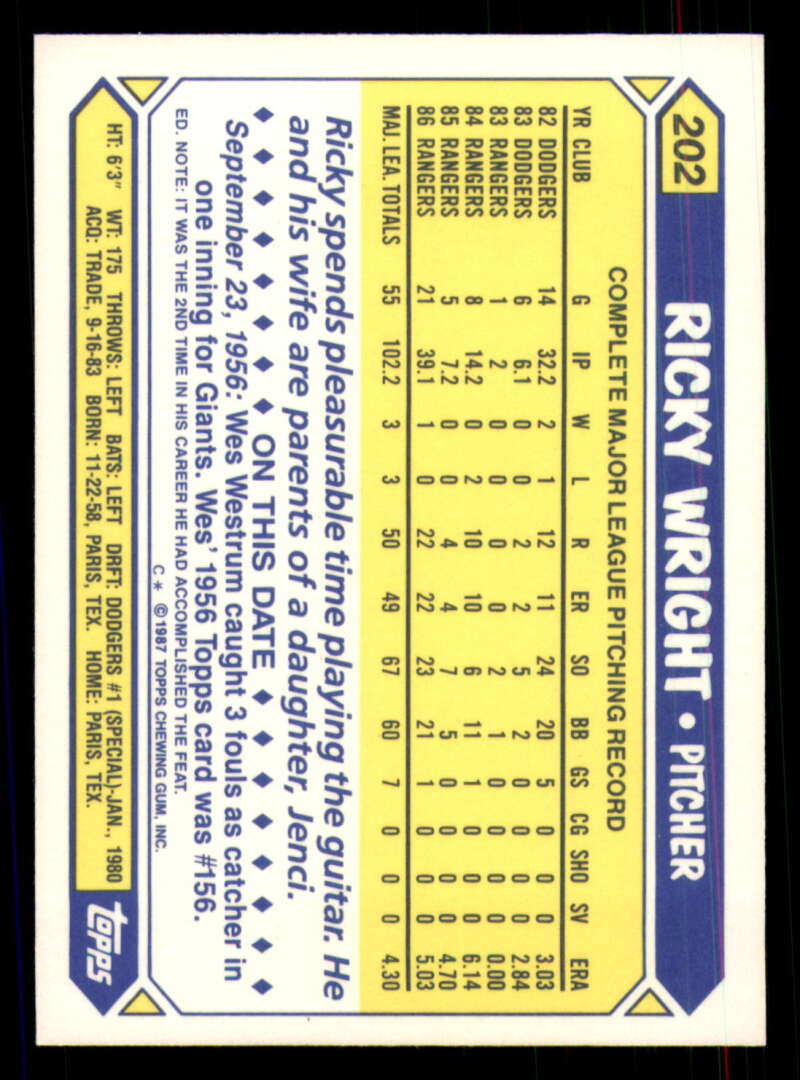 202
RICKY WRIGHT • PITCHER
COMPLETE MAJOR LEAGUE PITCHING RECORD
YR CLUB G IP W L R ER SO BB GS CG SHO SV ERA
82 DODGERS 14 32.2 2 1 12 11 24 20 5 0 0 0 3.03
83 DODGERS 6 6.1 0 0 2 2 5 2 0 0 0 0 2.84
83 RANGERS 1 2 0 0 0 0 2 1 0 0 0 0 0.00
84 RANGERS 8 14.2 0 2 10 10 6 11 1 0 0 0 6.14
85 RANGERS 5 7.2 0 0 4 4 7 5 0 0 0 0 4.70
86 RANGERS 21 39.1 1 0 22 22 23 21 1 0 0 0 5.03
MAJ. LEA. TOTALS 55 102.2 3 3 50 49 67 60 7 0 0 0 4.30
Ricky spends pleasurable time playing the guitar. He
and his wife are parents of a daughter, Jenci.
◆ ◆ ◆ ◆ ◆ ◆ ◆ ◆ ON THIS DATE ◆ ◆ ◆ ◆ ◆ ◆ ◆ ◆
September 23, 1956: Wes Westrum caught 3 fouls as catcher in
one inning for Giants. Wes' 1956 Topps card was #156.
ED. NOTE: IT WAS THE 2ND TIME IN HIS CAREER HE HAD ACCOMPLISHED THE FEAT.
C * ©1987 TOPPS CHEWING GUM, INC.
HT: 6'3" WT: 175 THROWS: LEFT BATS: LEFT DRFT: DODGERS #1 (SPECIAL)-JAN., 1980
ACQ: TRADE, 9-16-83 BORN: 11-22-58, PARIS, TEX. HOME: PARIS, TEX.
topps